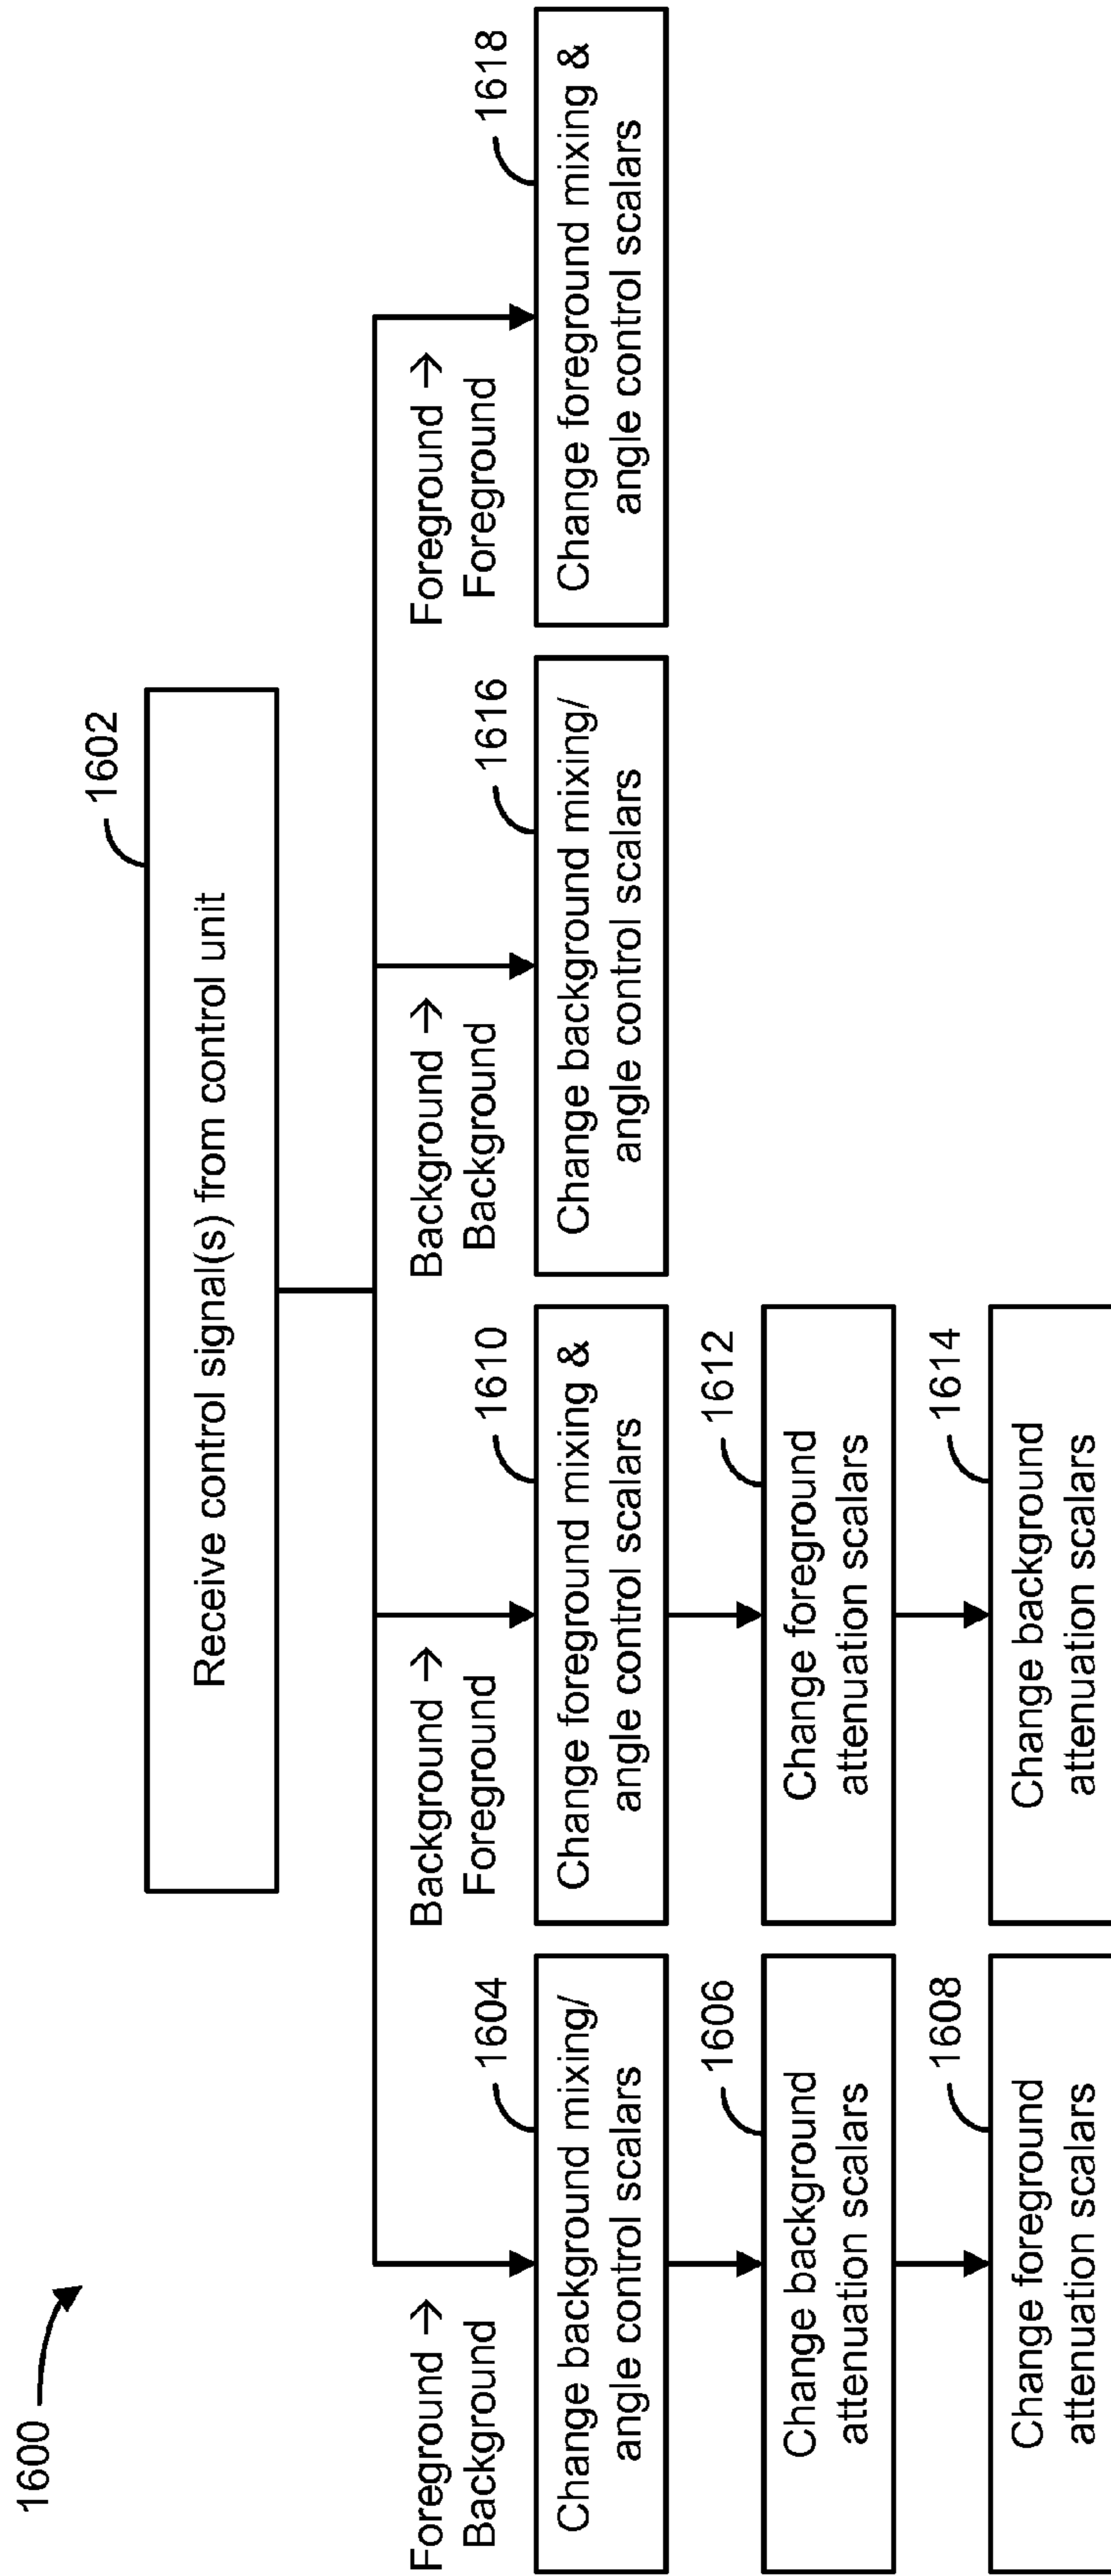 1600
1602
Receive control signal(s) from control unit
Foreground →
Background
1604
Change background mixing/
angle control scalars
1606
Change background
attenuation scalars
1608
Change foreground
attenuation scalars
Background →
Foreground
1610
Change foreground mixing &
angle control scalars
1612
Change foreground
attenuation scalars
1614
Change background
attenuation scalars
Background →
Background
1616
Change background mixing/
angle control scalars
Foreground →
Foreground
1618
Change foreground mixing &
angle control scalars